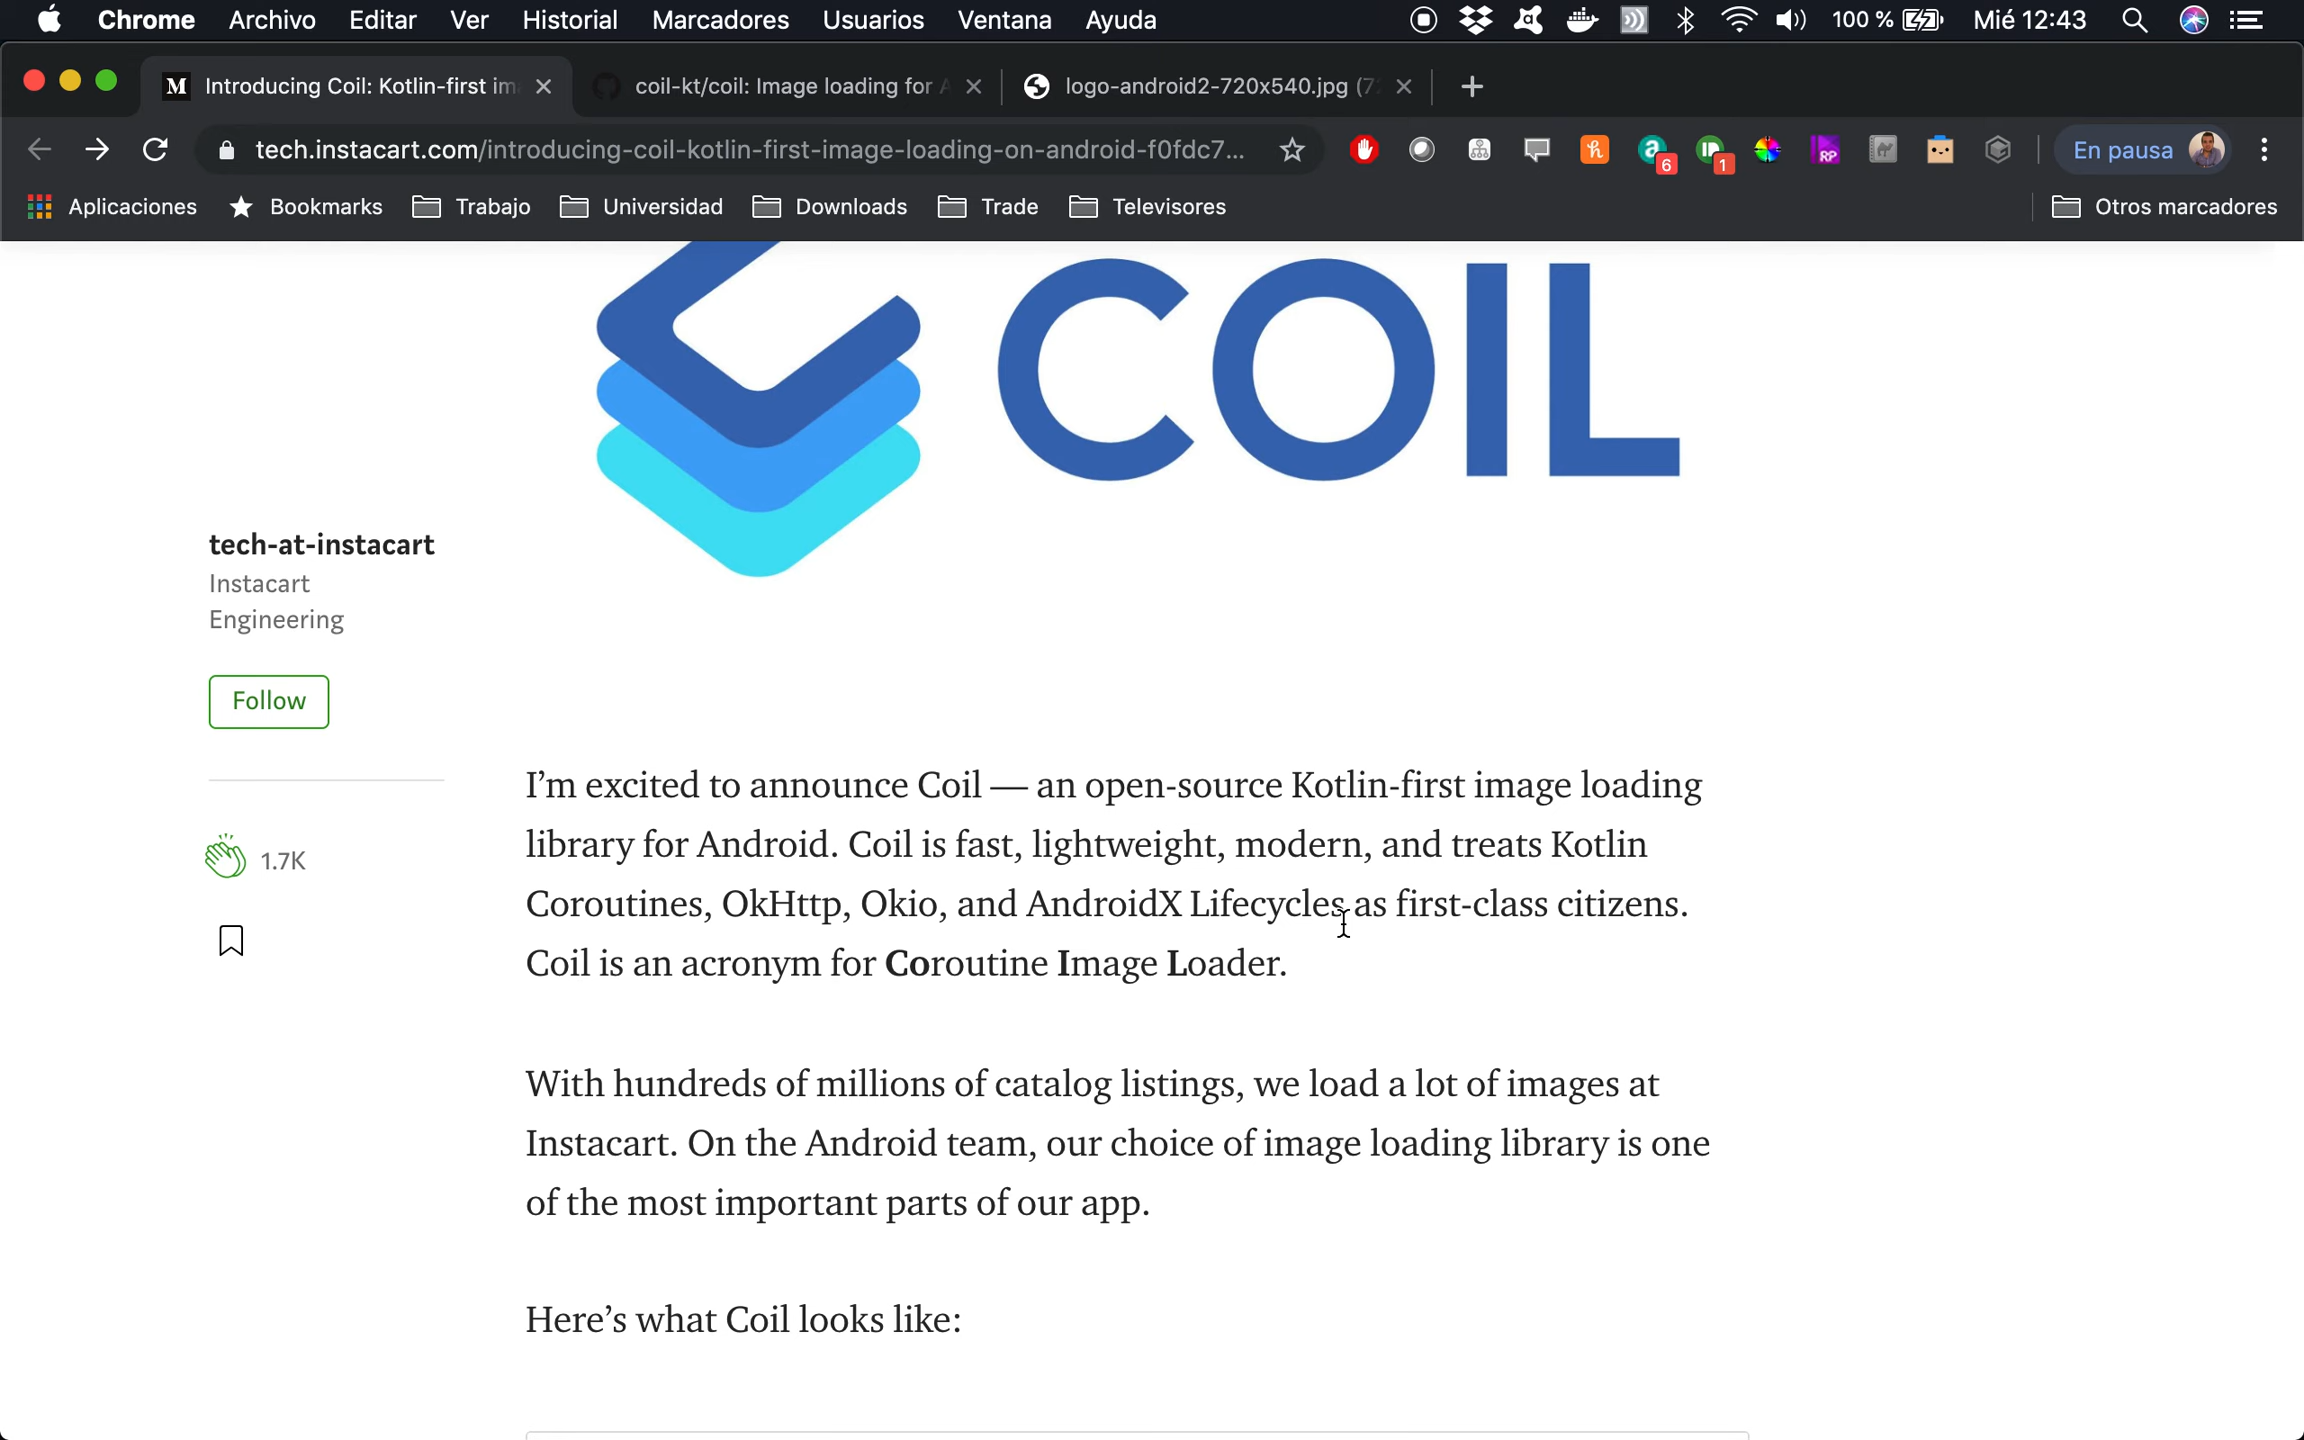 Chrome Archivo Editar Ver Historial Marcadores Usuarios Ventana Ayuda 100 % Mié 12:43
Introducing Coil: Kotlin-first im coil-kt/coil: Image loading for A logo-android2-720x540.jpg (72
tech.instacart.com/introducing-coil-kotlin-first-image-loading-on-android-f0fdc7... 6 1 RP En pausa
Aplicaciones Bookmarks Trabajo Universidad Downloads Trade Televisores Otros marcadores
COIL
tech-at-instacart
Instacart
Engineering
Follow
1.7K
I’m excited to announce Coil — an open-source Kotlin-first image loading
library for Android. Coil is fast, lightweight, modern, and treats Kotlin
Coroutines, OkHttp, Okio, and AndroidX Lifecycles as first-class citizens.
Coil is an acronym for Coroutine Image Loader.
With hundreds of millions of catalog listings, we load a lot of images at
Instacart. On the Android team, our choice of image loading library is one
of the most important parts of our app.
Here’s what Coil looks like: